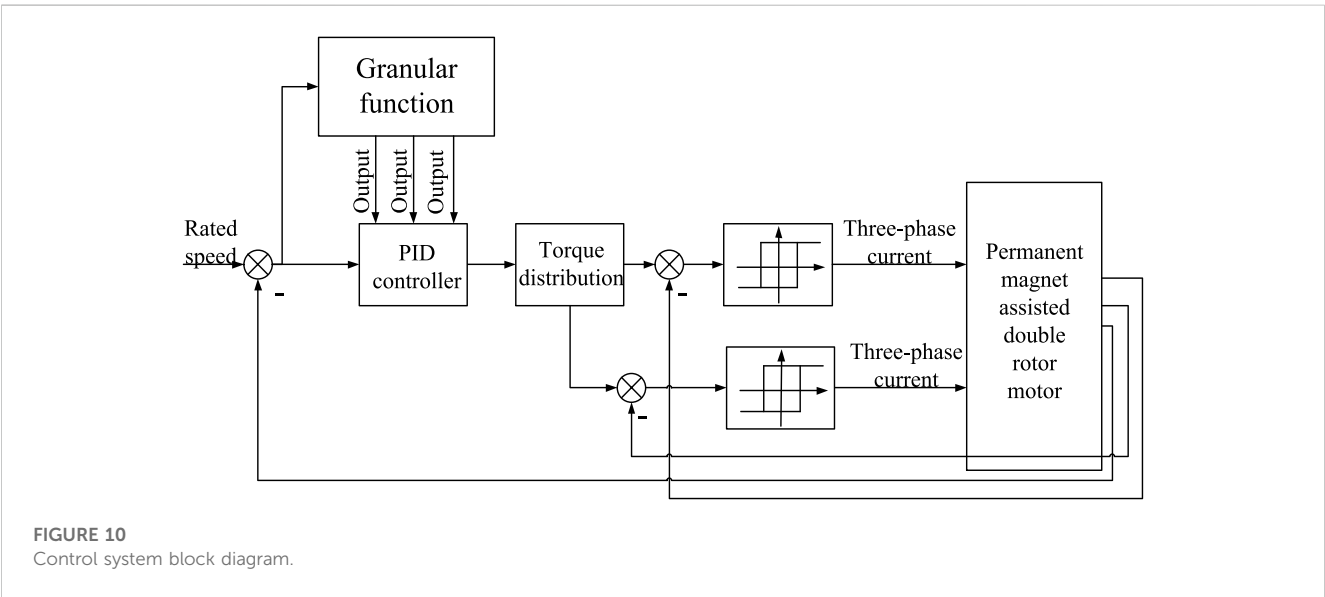 Granular
function
Output
Output
Output
Rated
speed
-
PID
controller
Torque
distribution
-
Three-phase
current
Permanent
magnet
assisted
double
rotor
motor
-
Three-phase
current
FIGURE 10
Control system block diagram.